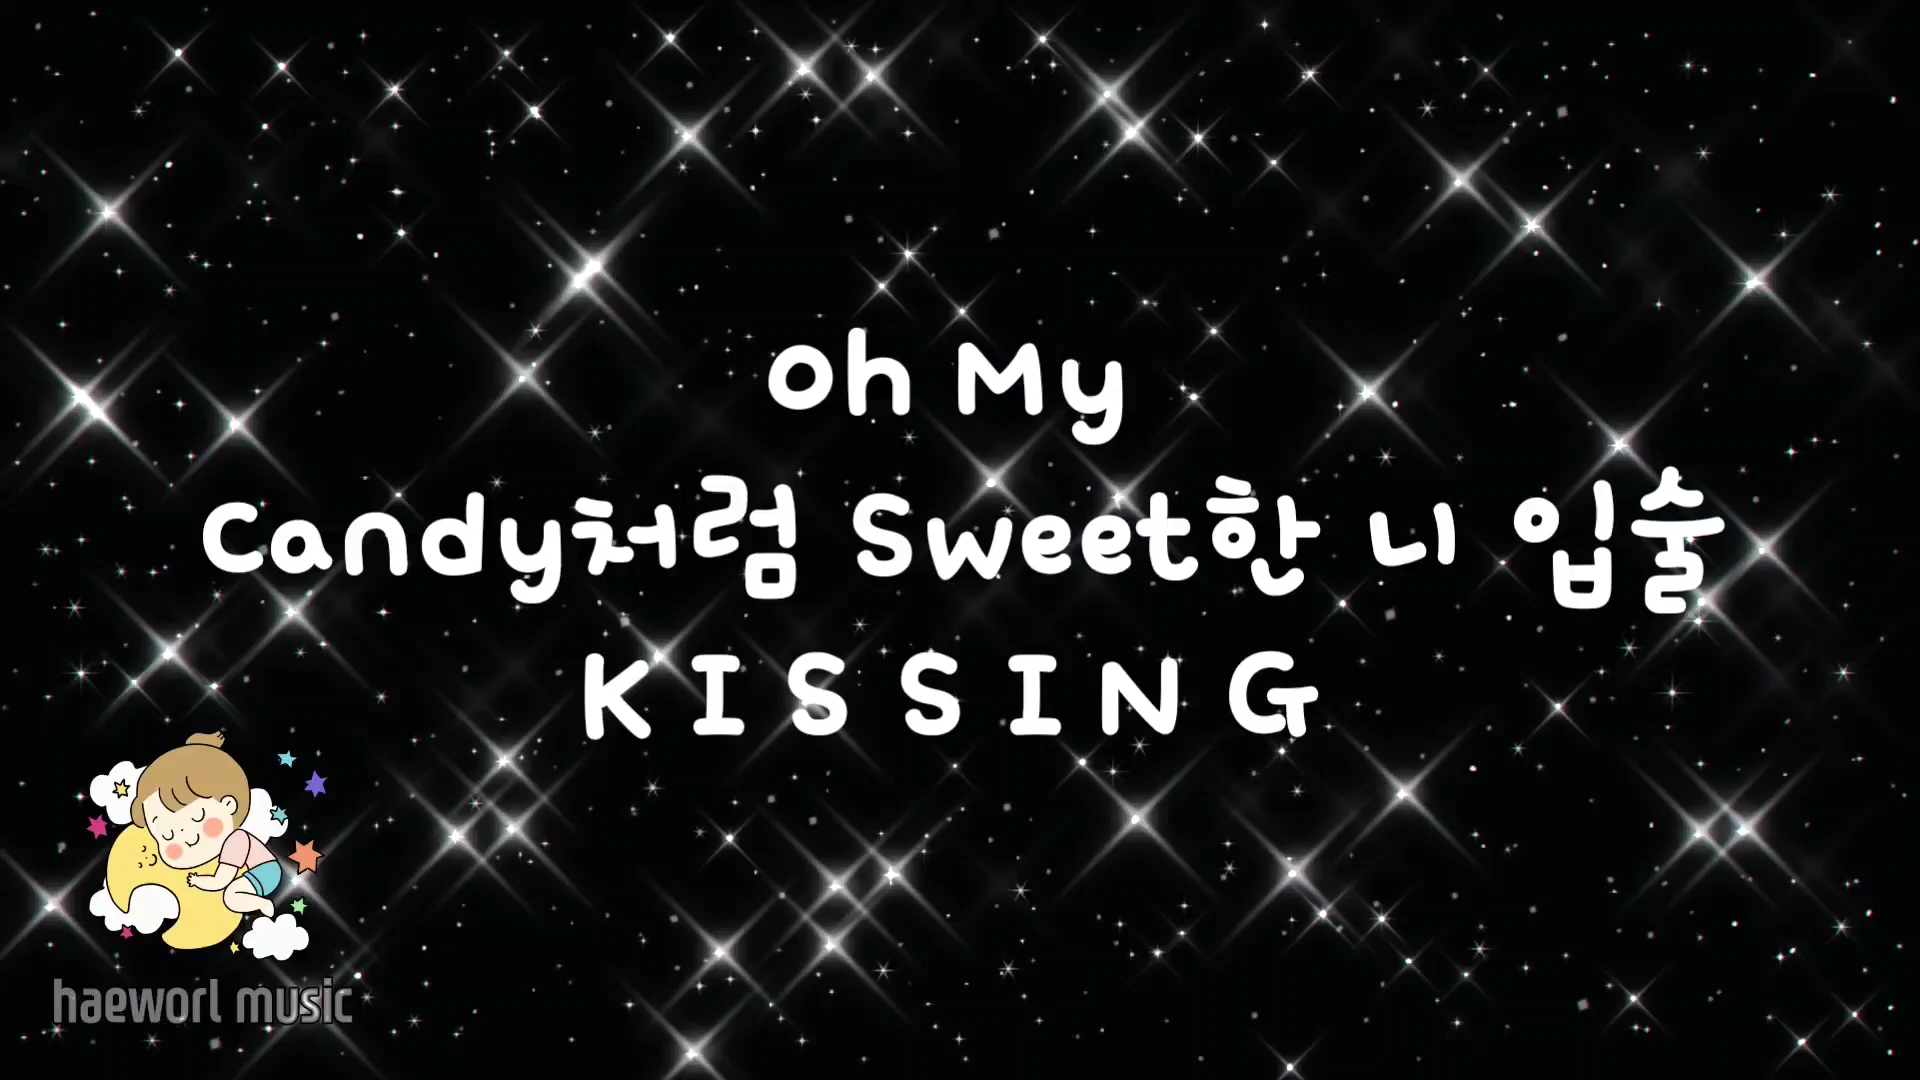 Oh My
Candy처럼 Sweet한 니 입술
K I S S I N G
haeworl music